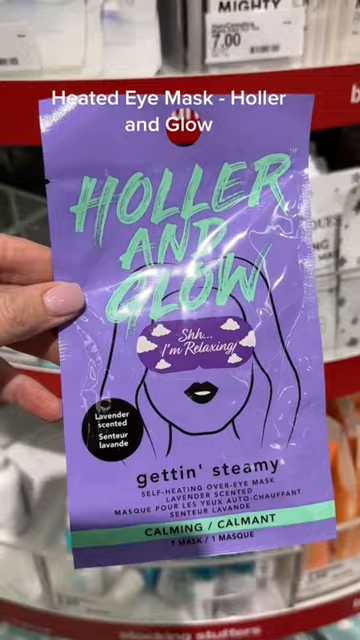 MIGHTY
7.00
Heated Eye Mask - Holler
and Glow
HOLLER
AND
GLOW
Shh...
I'm Relaxing
Lavender
scented
Senteur
lavande
gettin' steamy
SELF-HEATING OVER-EYE MASK
LAVENDER SCENTED
MASQUE POUR LES YEUX AUTO-CHAUFFANT
SENTEUR LAVANDE
CALMING / CALMANT
1 MASK / 1 MASQUE
stocking stuffers